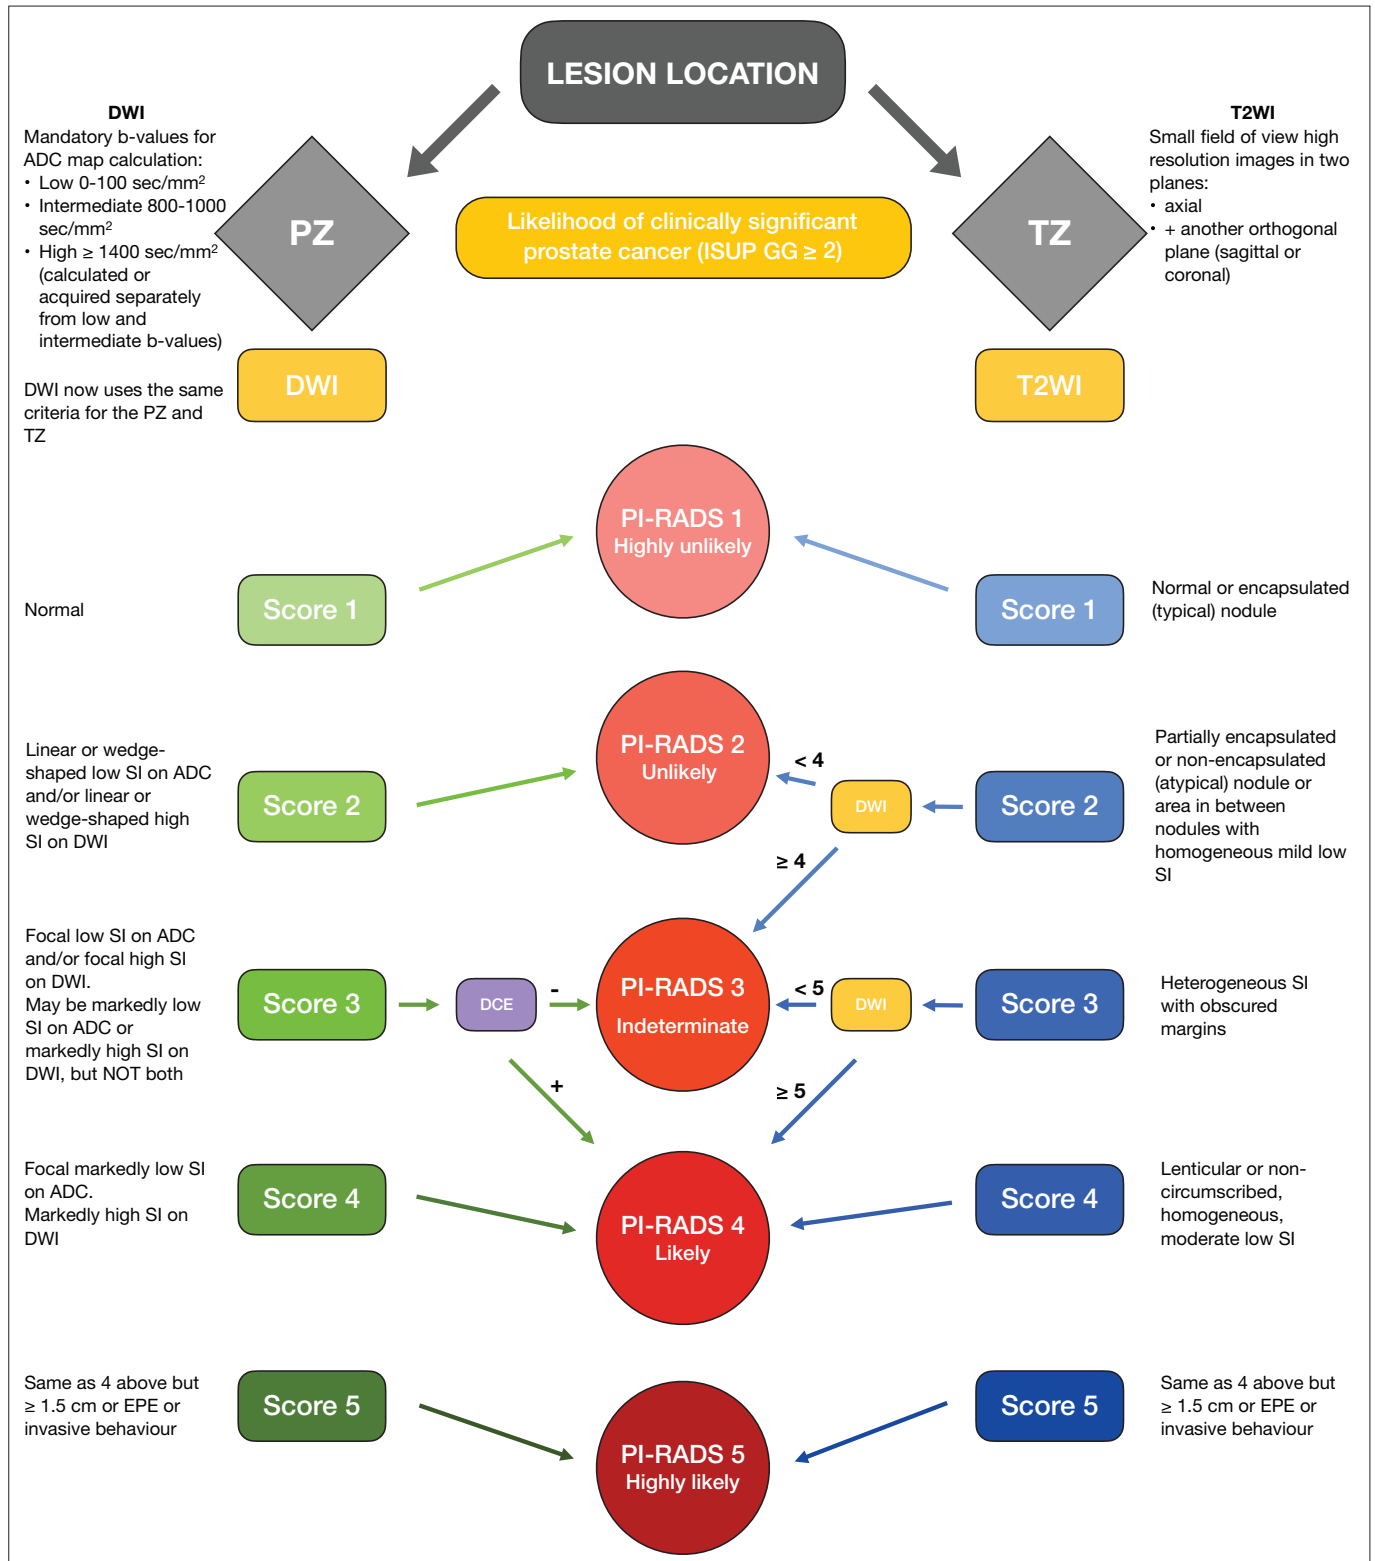 LESION LOCATION
DWI
Mandatory b-values for
ADC map calculation:
• Low 0-100 sec/mm²
• Intermediate 800-1000
sec/mm²
• High ≥ 1400 sec/mm²
(calculated or
acquired separately
from low and
intermediate b-values)
DWI now uses the same
criteria for the PZ and
TZ
PZ
DWI
Likelihood of clinically significant
prostate cancer (ISUP GG ≥ 2)
TZ
T2WI
T2WI
Small field of view high
resolution images in two
planes:
• axial
• + another orthogonal
plane (sagittal or
coronal)
Normal
Score 1
PI-RADS 1
Highly unlikely
Score 1
Normal or encapsulated
(typical) nodule
Linear or wedge-
shaped low SI on ADC
and/or linear or
wedge-shaped high
SI on DWI
Score 2
PI-RADS 2
Unlikely
< 4
DWI
≥ 4
Score 2
Partially encapsulated
or non-encapsulated
(atypical) nodule or
area in between
nodules with
homogeneous mild low
SI
Focal low SI on ADC
and/or focal high SI
on DWI.
May be markedly low
SI on ADC or
markedly high SI on
DWI, but NOT both
Score 3
DCE
-
+
PI-RADS 3
Indeterminate
< 5
DWI
≥ 5
Score 3
Heterogeneous SI
with obscured
margins
Focal markedly low SI
on ADC.
Markedly high SI on
DWI
Score 4
PI-RADS 4
Likely
Score 4
Lenticular or non-
circumscribed,
homogeneous,
moderate low SI
Same as 4 above but
≥ 1.5 cm or EPE or
invasive behaviour
Score 5
PI-RADS 5
Highly likely
Score 5
Same as 4 above but
≥ 1.5 cm or EPE or
invasive behaviour